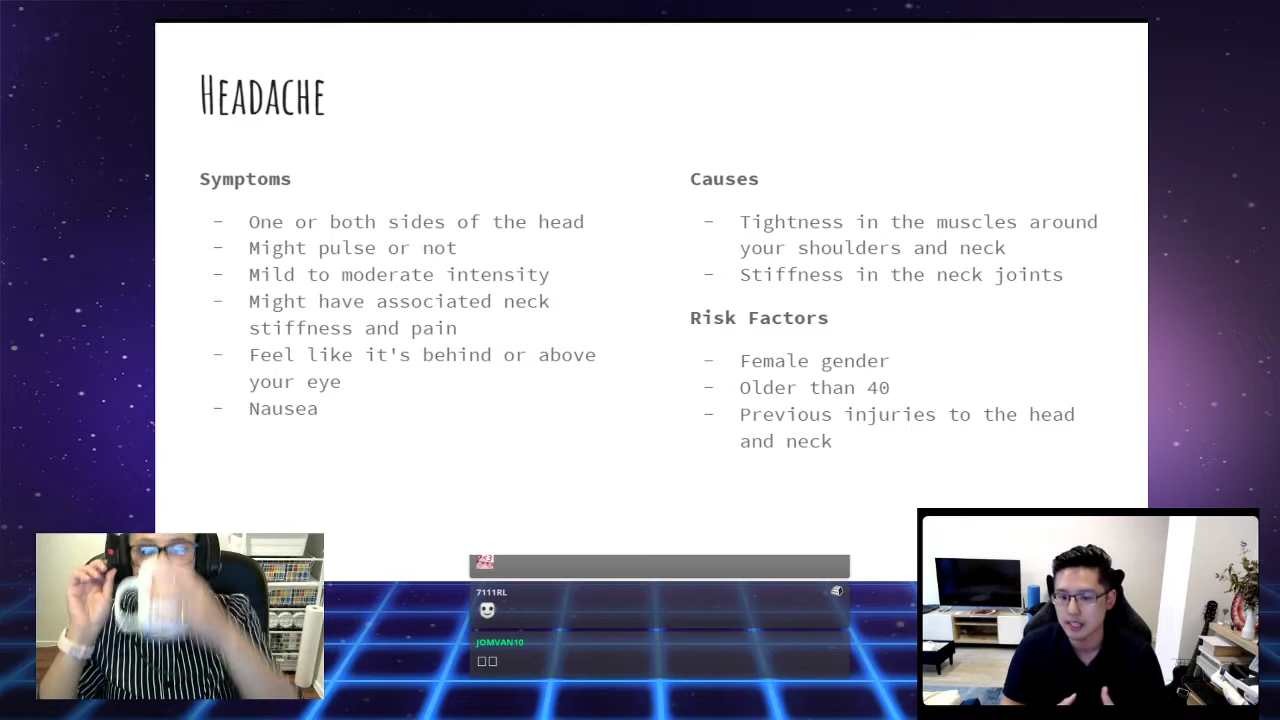 Headache
Symptoms
- One or both sides of the head
- Might pulse or not
- Mild to moderate intensity
- Might have associated neck
stiffness and pain
- Feel like it's behind or above
your eye
- Nausea
Causes
- Tightness in the muscles around
your shoulders and neck
- Stiffness in the neck joints
Risk Factors
- Female gender
- Older than 40
- Previous injuries to the head
and neck
7111RL
JOMVAN10